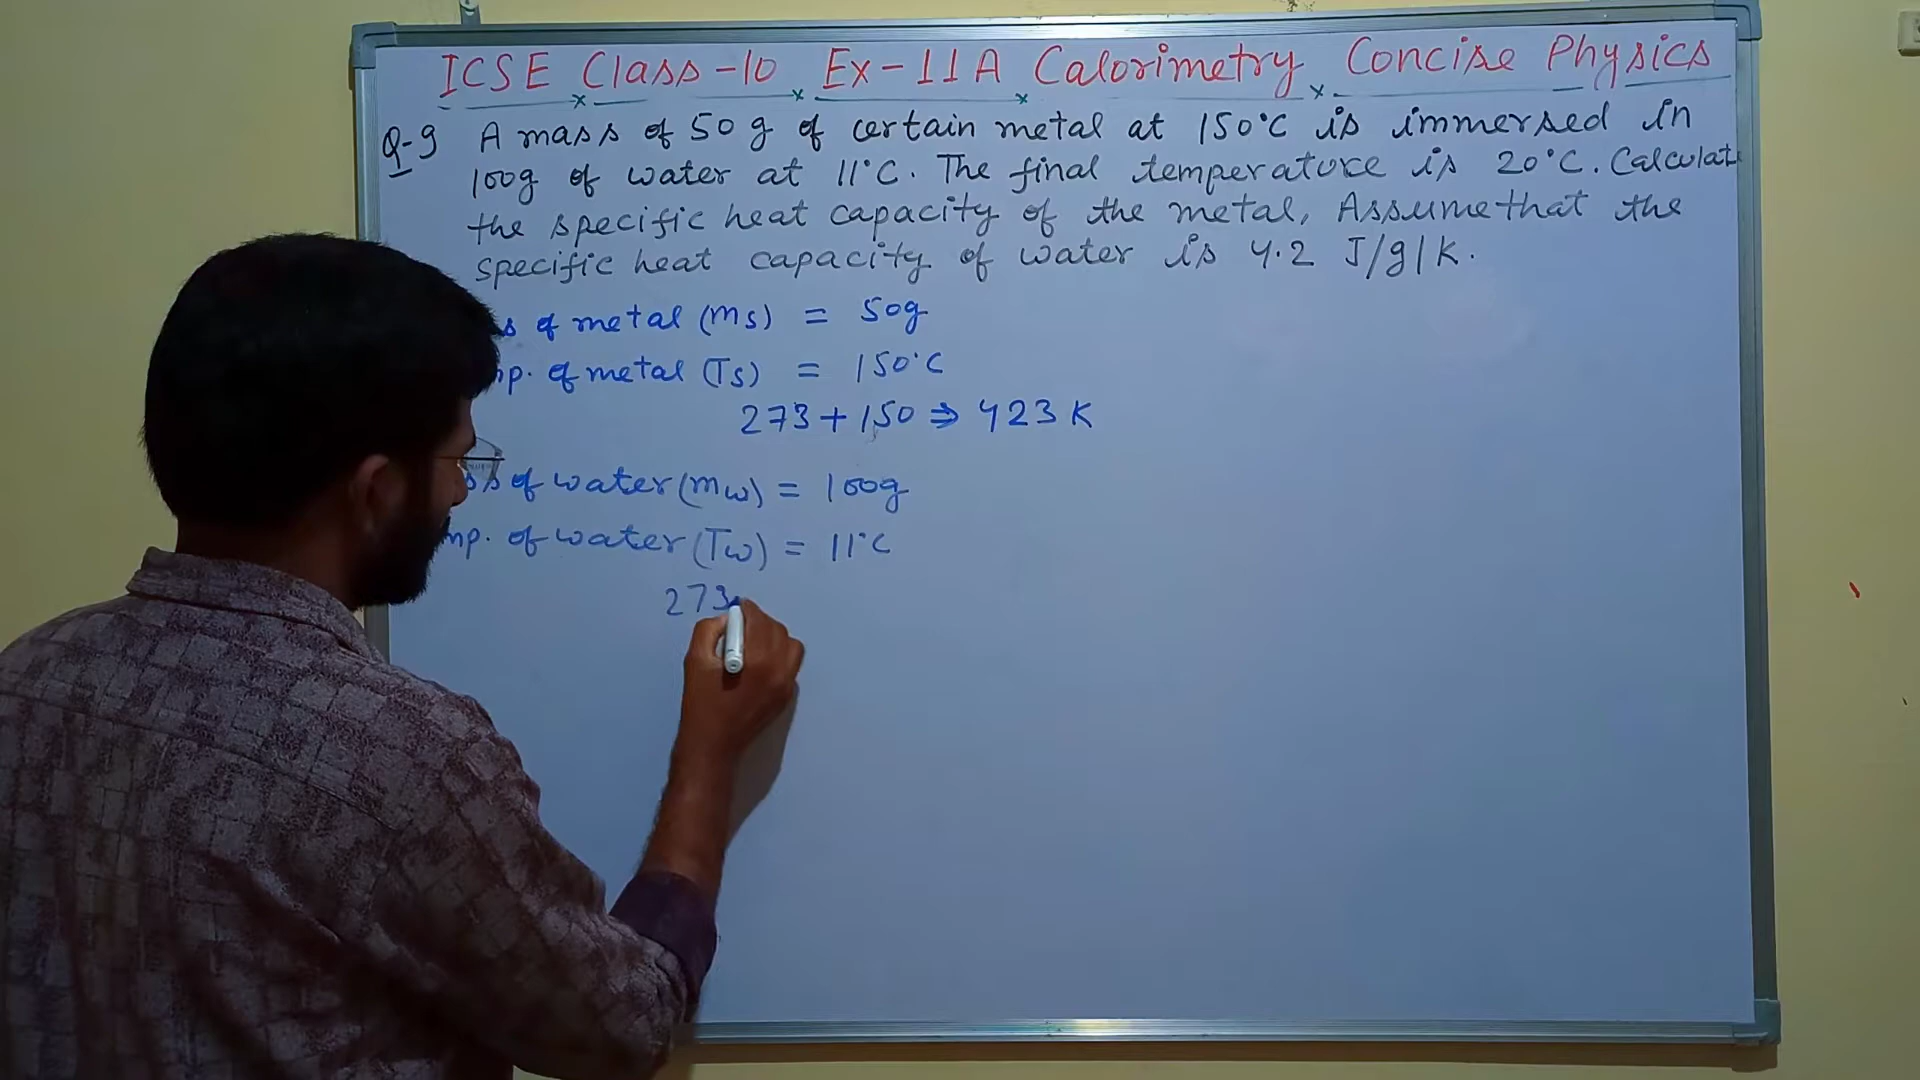 ICSE Class-10 Ex-11A Calorimetry Concise Physics
Q-9 A mass of 50g of certain metal at 150°C is immersed in
100g of water at 11°C. The final temperature is 20°C. Calculat
the specific heat capacity of the metal, Assume that the
specific heat capacity of water is 4.2 J/g/K.
of metal (ms) = 50g
of metal (Ts) = 150°C
273+150 ⇒ 423 K
of water (mw) = 100g
of water (Tw) = 11°C
273